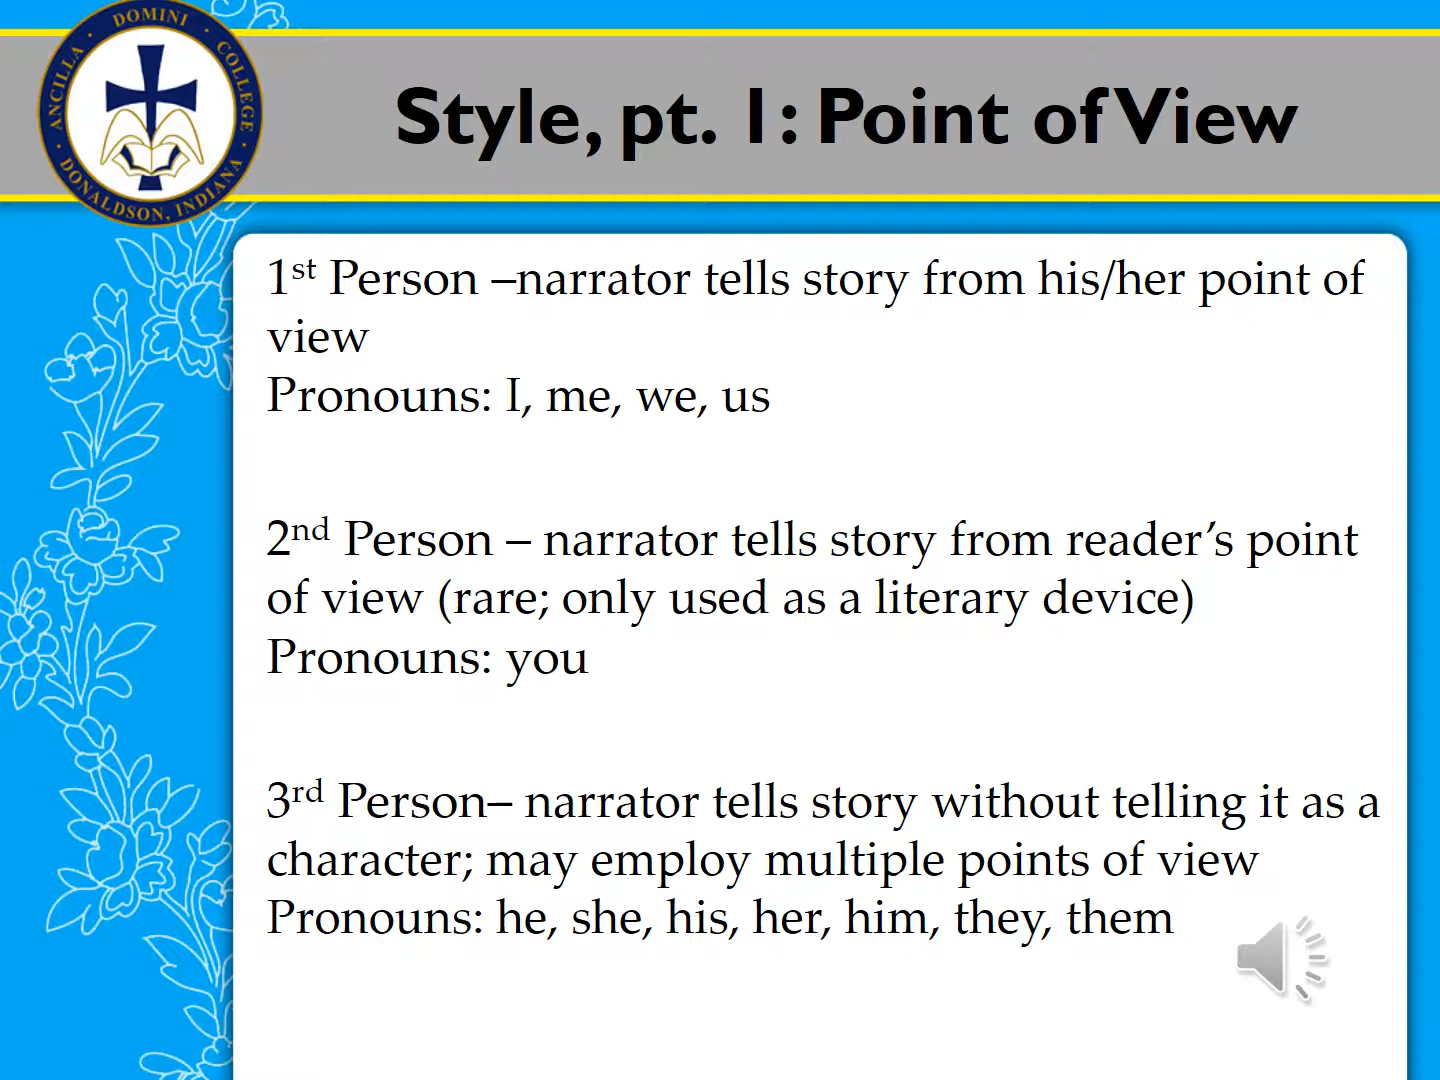 ANCILLA DOMINI COLLEGE
DONALDSON, INDIANA
Style, pt. 1: Point of View
1st Person –narrator tells story from his/her point of
view
Pronouns: I, me, we, us
2nd Person – narrator tells story from reader’s point
of view (rare; only used as a literary device)
Pronouns: you
3rd Person– narrator tells story without telling it as a
character; may employ multiple points of view
Pronouns: he, she, his, her, him, they, them